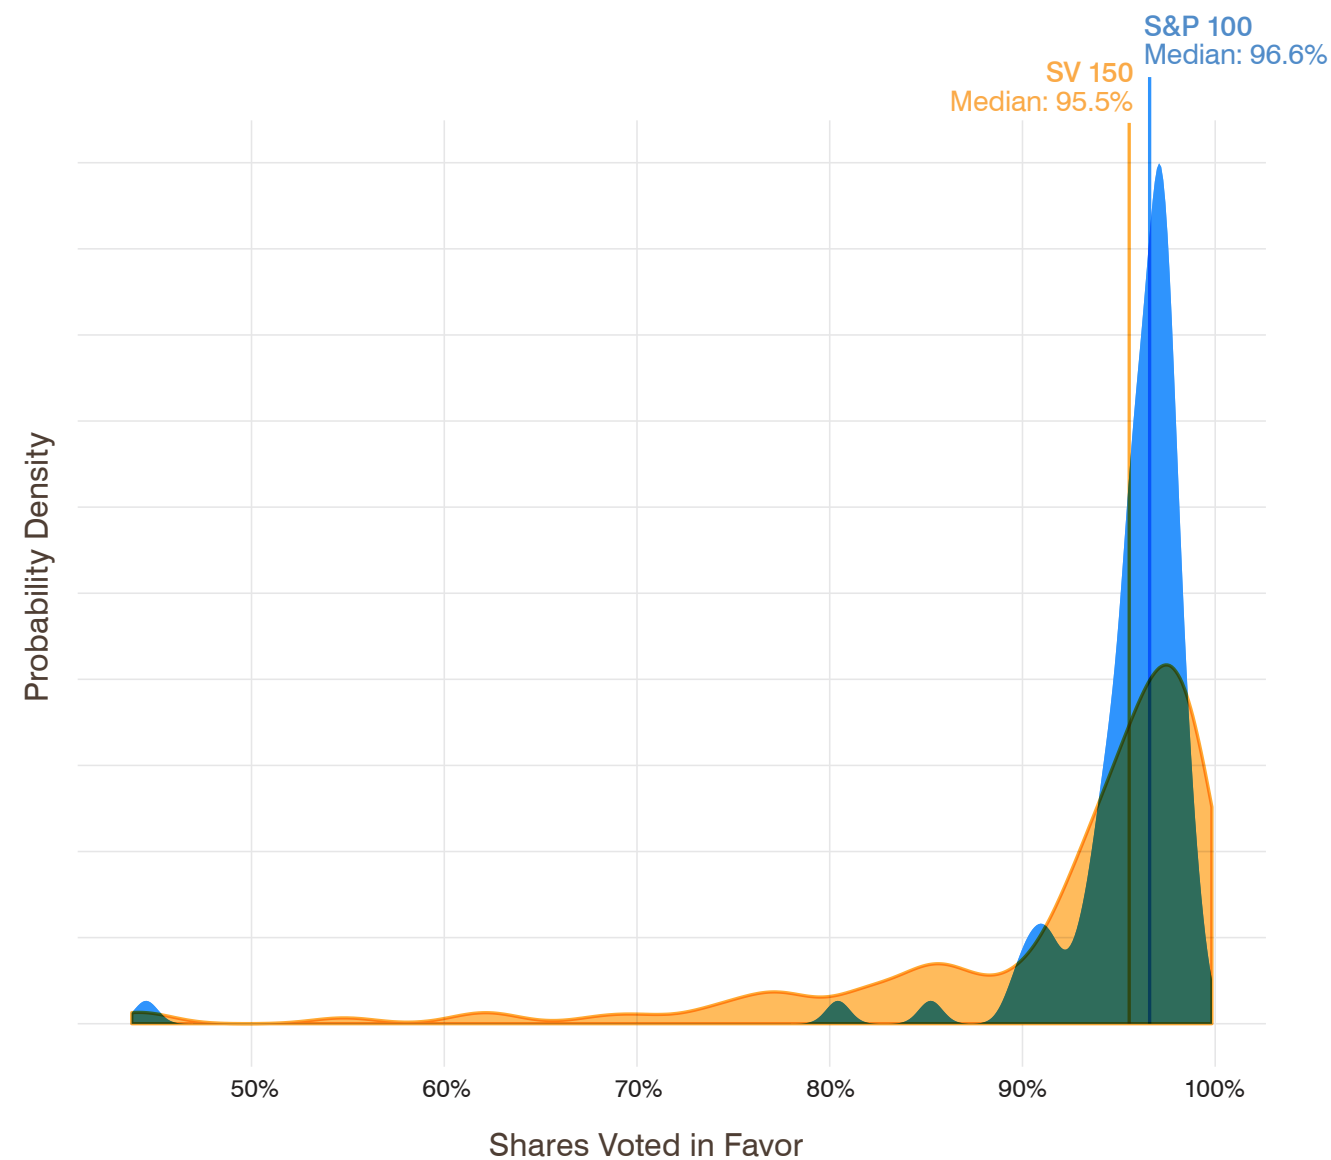 S&P 100
Median: 96.6%
SV 150
Median: 95.5%
Probability Density
50%
60%
70%
80%
90%
100%
Shares Voted in Favor